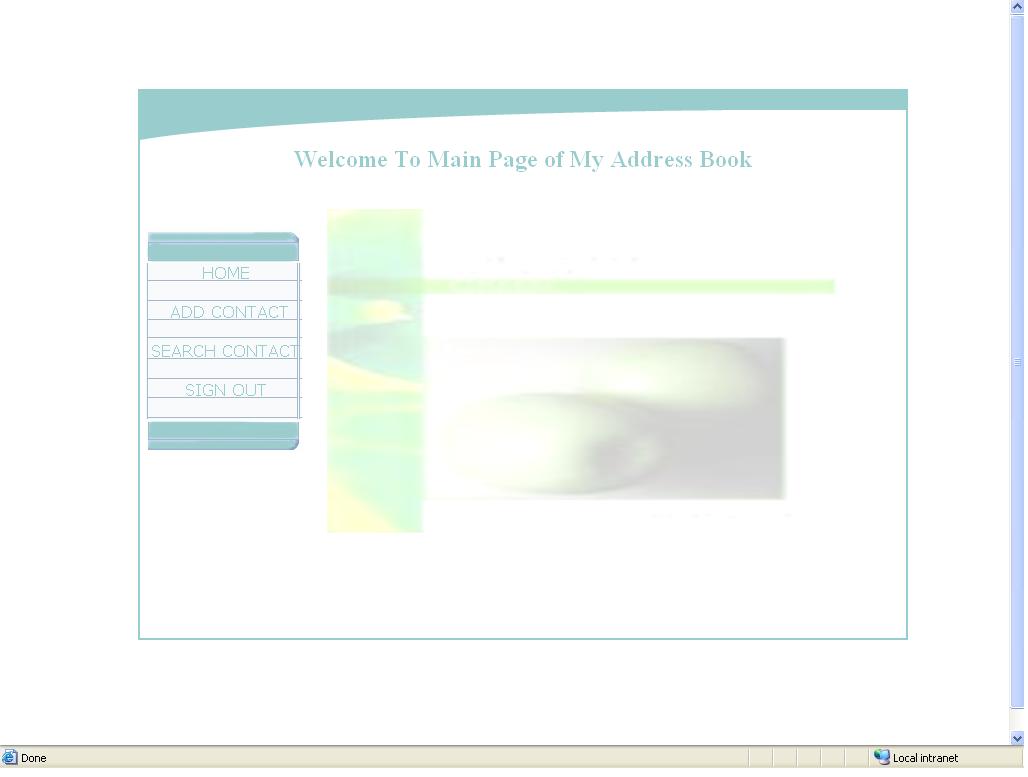 Welcome To Main Page of My Address Book
HOME
ADD CONTACT
SEARCH CONTACT
SIGN OUT
Done
Local intranet